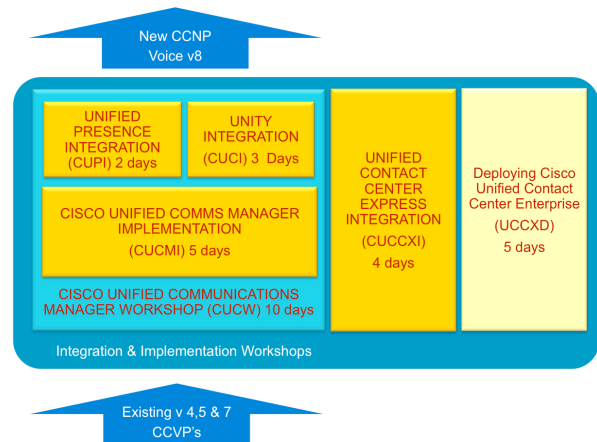 New CCNP
Voice v8
UNIFIED
PRESENCE
INTEGRATION
(CUPI) 2 days
UNITY
INTEGRATION
(CUCI) 3 Days
CISCO UNIFIED COMMS MANAGER
IMPLEMENTATION
(CUCMI) 5 days
CISCO UNIFIED COMMUNICATIONS
MANAGER WORKSHOP (CUCW) 10 days
UNIFIED
CONTACT
CENTER
EXPRESS
INTEGRATION
(CUCCXI)
4 days
Deploying Cisco
Unified Contact
Center Enterprise
(UCCXD)
5 days
Integration & Implementation Workshops
Existing v 4,5 & 7
CCVP's